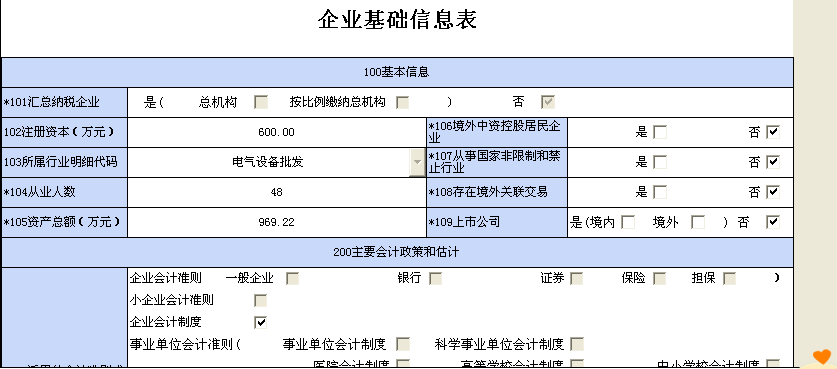 企业基础信息表
100基本信息
*101汇总纳税企业 是( 总机构 按比例缴纳总机构 ) 否
102注册资本(万元) 600.00 *106境外中资控股居民企业 是 否
103所属行业明细代码 电气设备批发 *107从事国家非限制和禁止行业 是 否
*104从业人数 48 *108存在境外关联交易 是 否
*105资产总额(万元) 969.22 *109上市公司 是(境内 境外 ) 否
200主要会计政策和估计
企业会计准则 一般企业 银行 证券 保险 担保 )
小企业会计准则
企业会计制度
事业单位会计准则( 事业单位会计制度 科学事业单位会计制度
医院会计制度 高等学校会计制度 中小学校会计制度